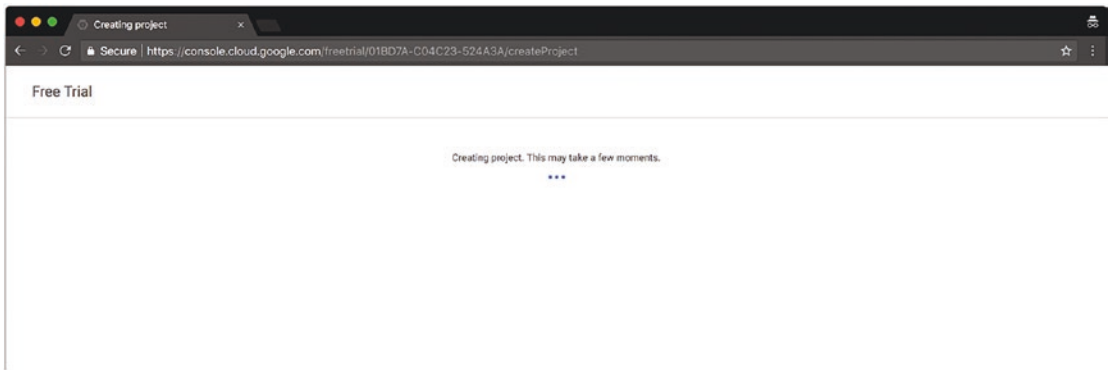 Creating project
Secure | https://console.cloud.google.com/freetrial/01BD7A-C04C23-524A3A/createProject
Free Trial
Creating project. This may take a few moments.